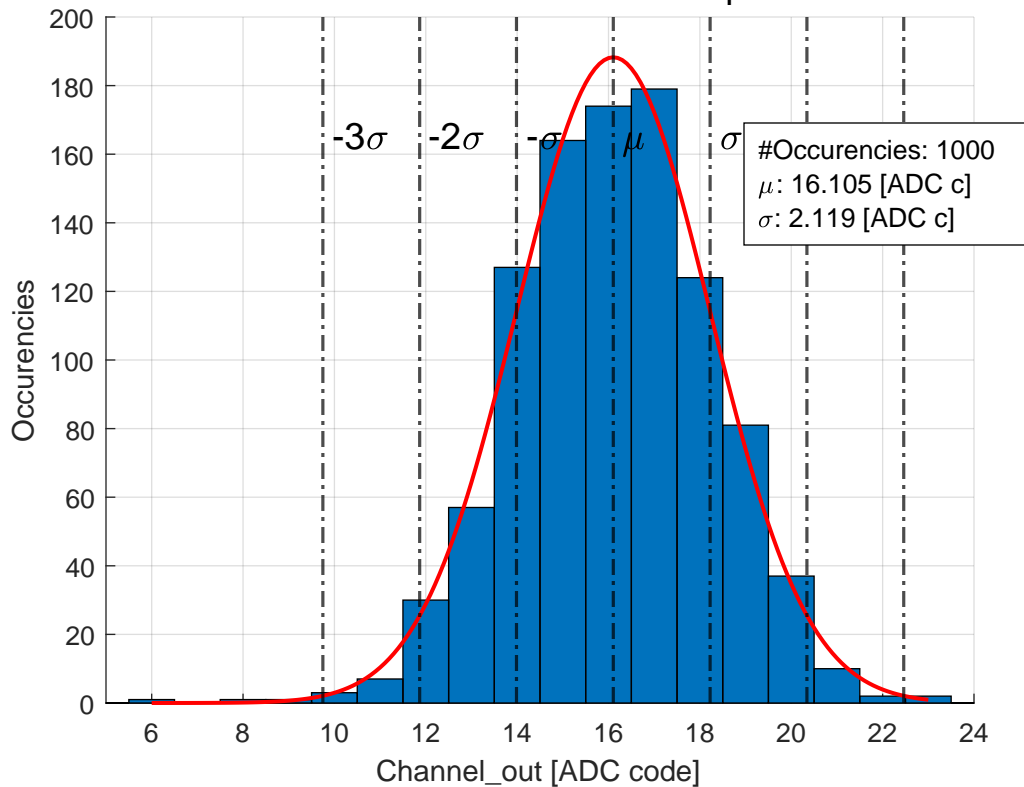 200
180
160
140
120
100
80
60
40
20
0
Occurencies
-3σ -2σ -σ μ σ
#Occurencies: 1000
μ: 16.105 [ADC c]
σ: 2.119 [ADC c]
6 8 10 12 14 16 18 20 22 24
Channel_out [ADC code]